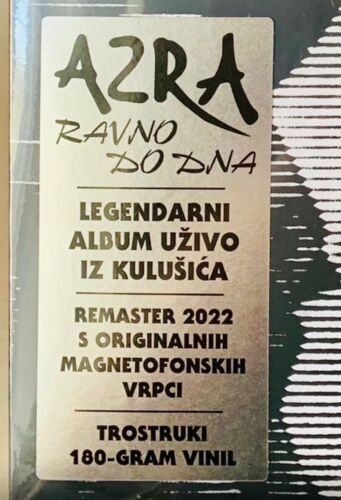 AZRA
RAVNO
DO DNA
LEGENDARNI
ALBUM UŽIVO
IZ KULUŠIĆA
REMASTER 2022
S ORIGINALNIH
MAGNETOFONSKIH
VRPCI
TROSTRUKI
180-GRAM VINIL